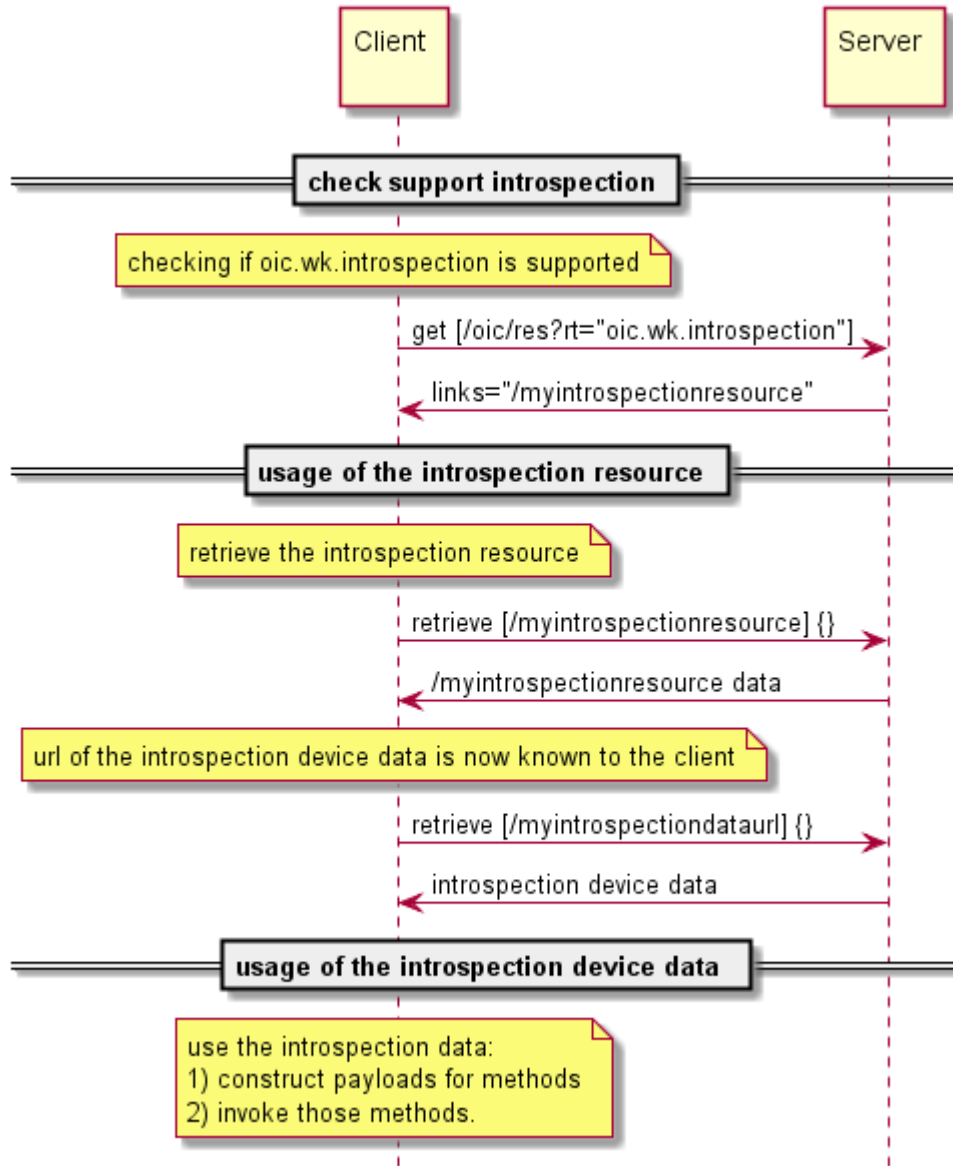 Client
Server
check support introspection
checking if oic.wk.introspection is supported
get [/oic/res?rt="oic.wk.introspection"]
links="/myintrospectionresource"
usage of the introspection resource
retrieve the introspection resource
retrieve [/myintrospectionresource] {}
/myintrospectionresource data
url of the introspection device data is now known to the client
retrieve [/myintrospectiondataurl] {}
introspection device data
usage of the introspection device data
use the introspection data:
1) construct payloads for methods
2) invoke those methods.